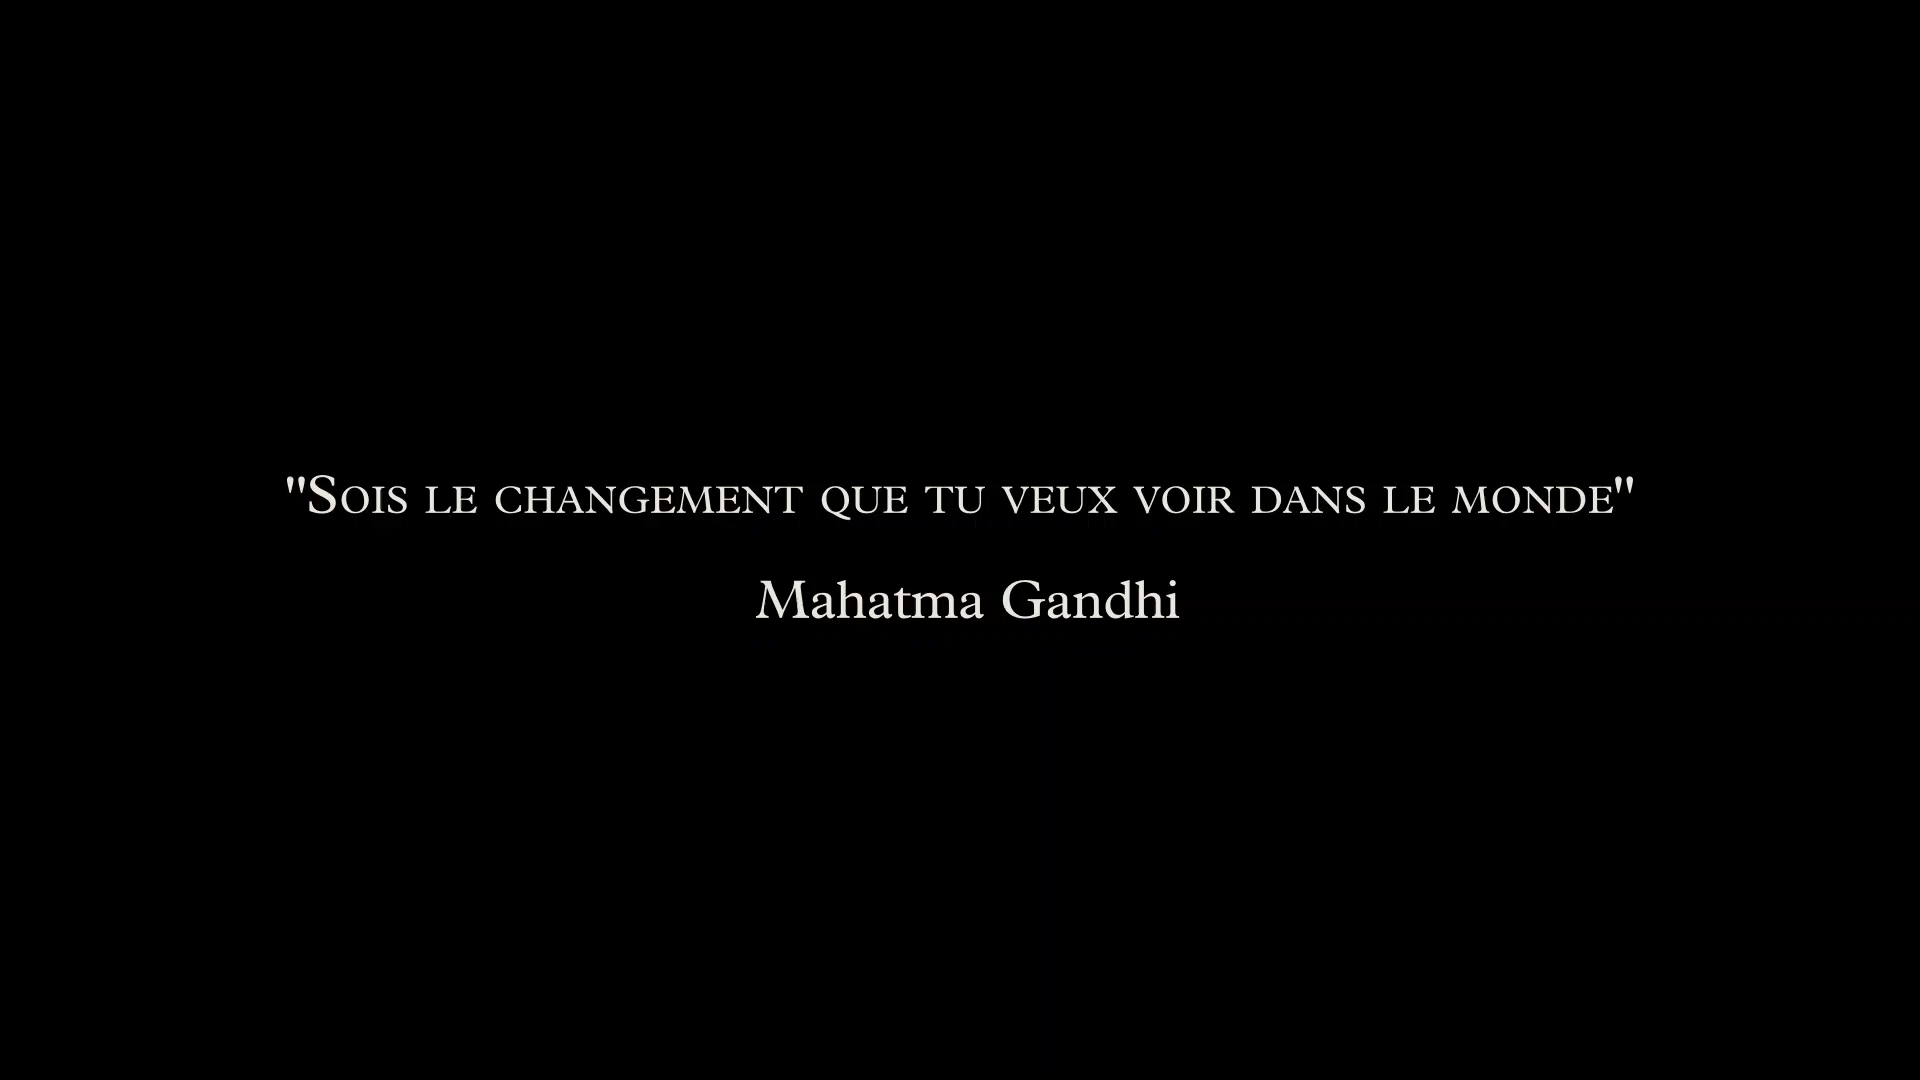 "Sois le changement que tu veux voir dans le monde"
Mahatma Gandhi